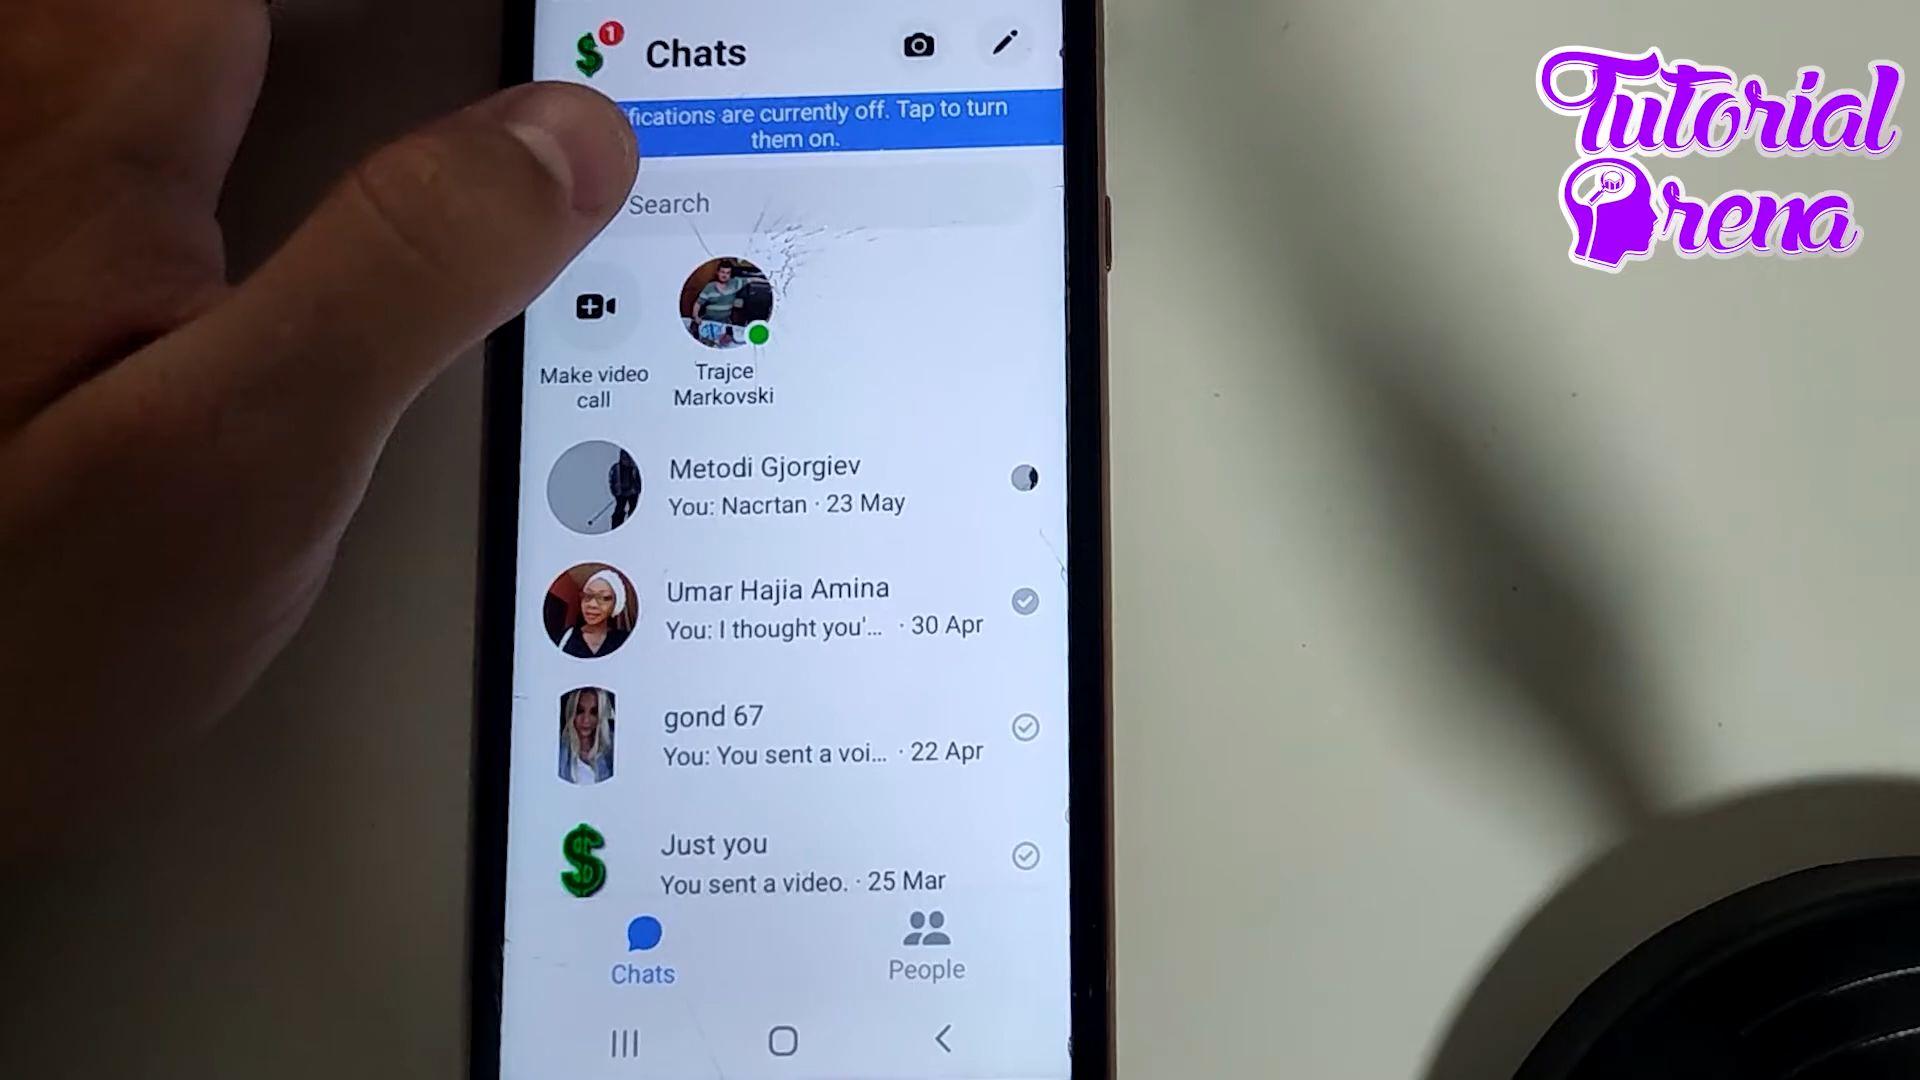 1
Chats
fications are currently off. Tap to turn
them on.
Search
Make video
call
Trajce
Markovski
Metodi Gjorgiev
You: Nacrtan · 23 May
Umar Hajia Amina
You: I thought you'... · 30 Apr
gond 67
You: You sent a voi... · 22 Apr
Just you
You sent a video. · 25 Mar
Chats
People
Tutorial
Arena